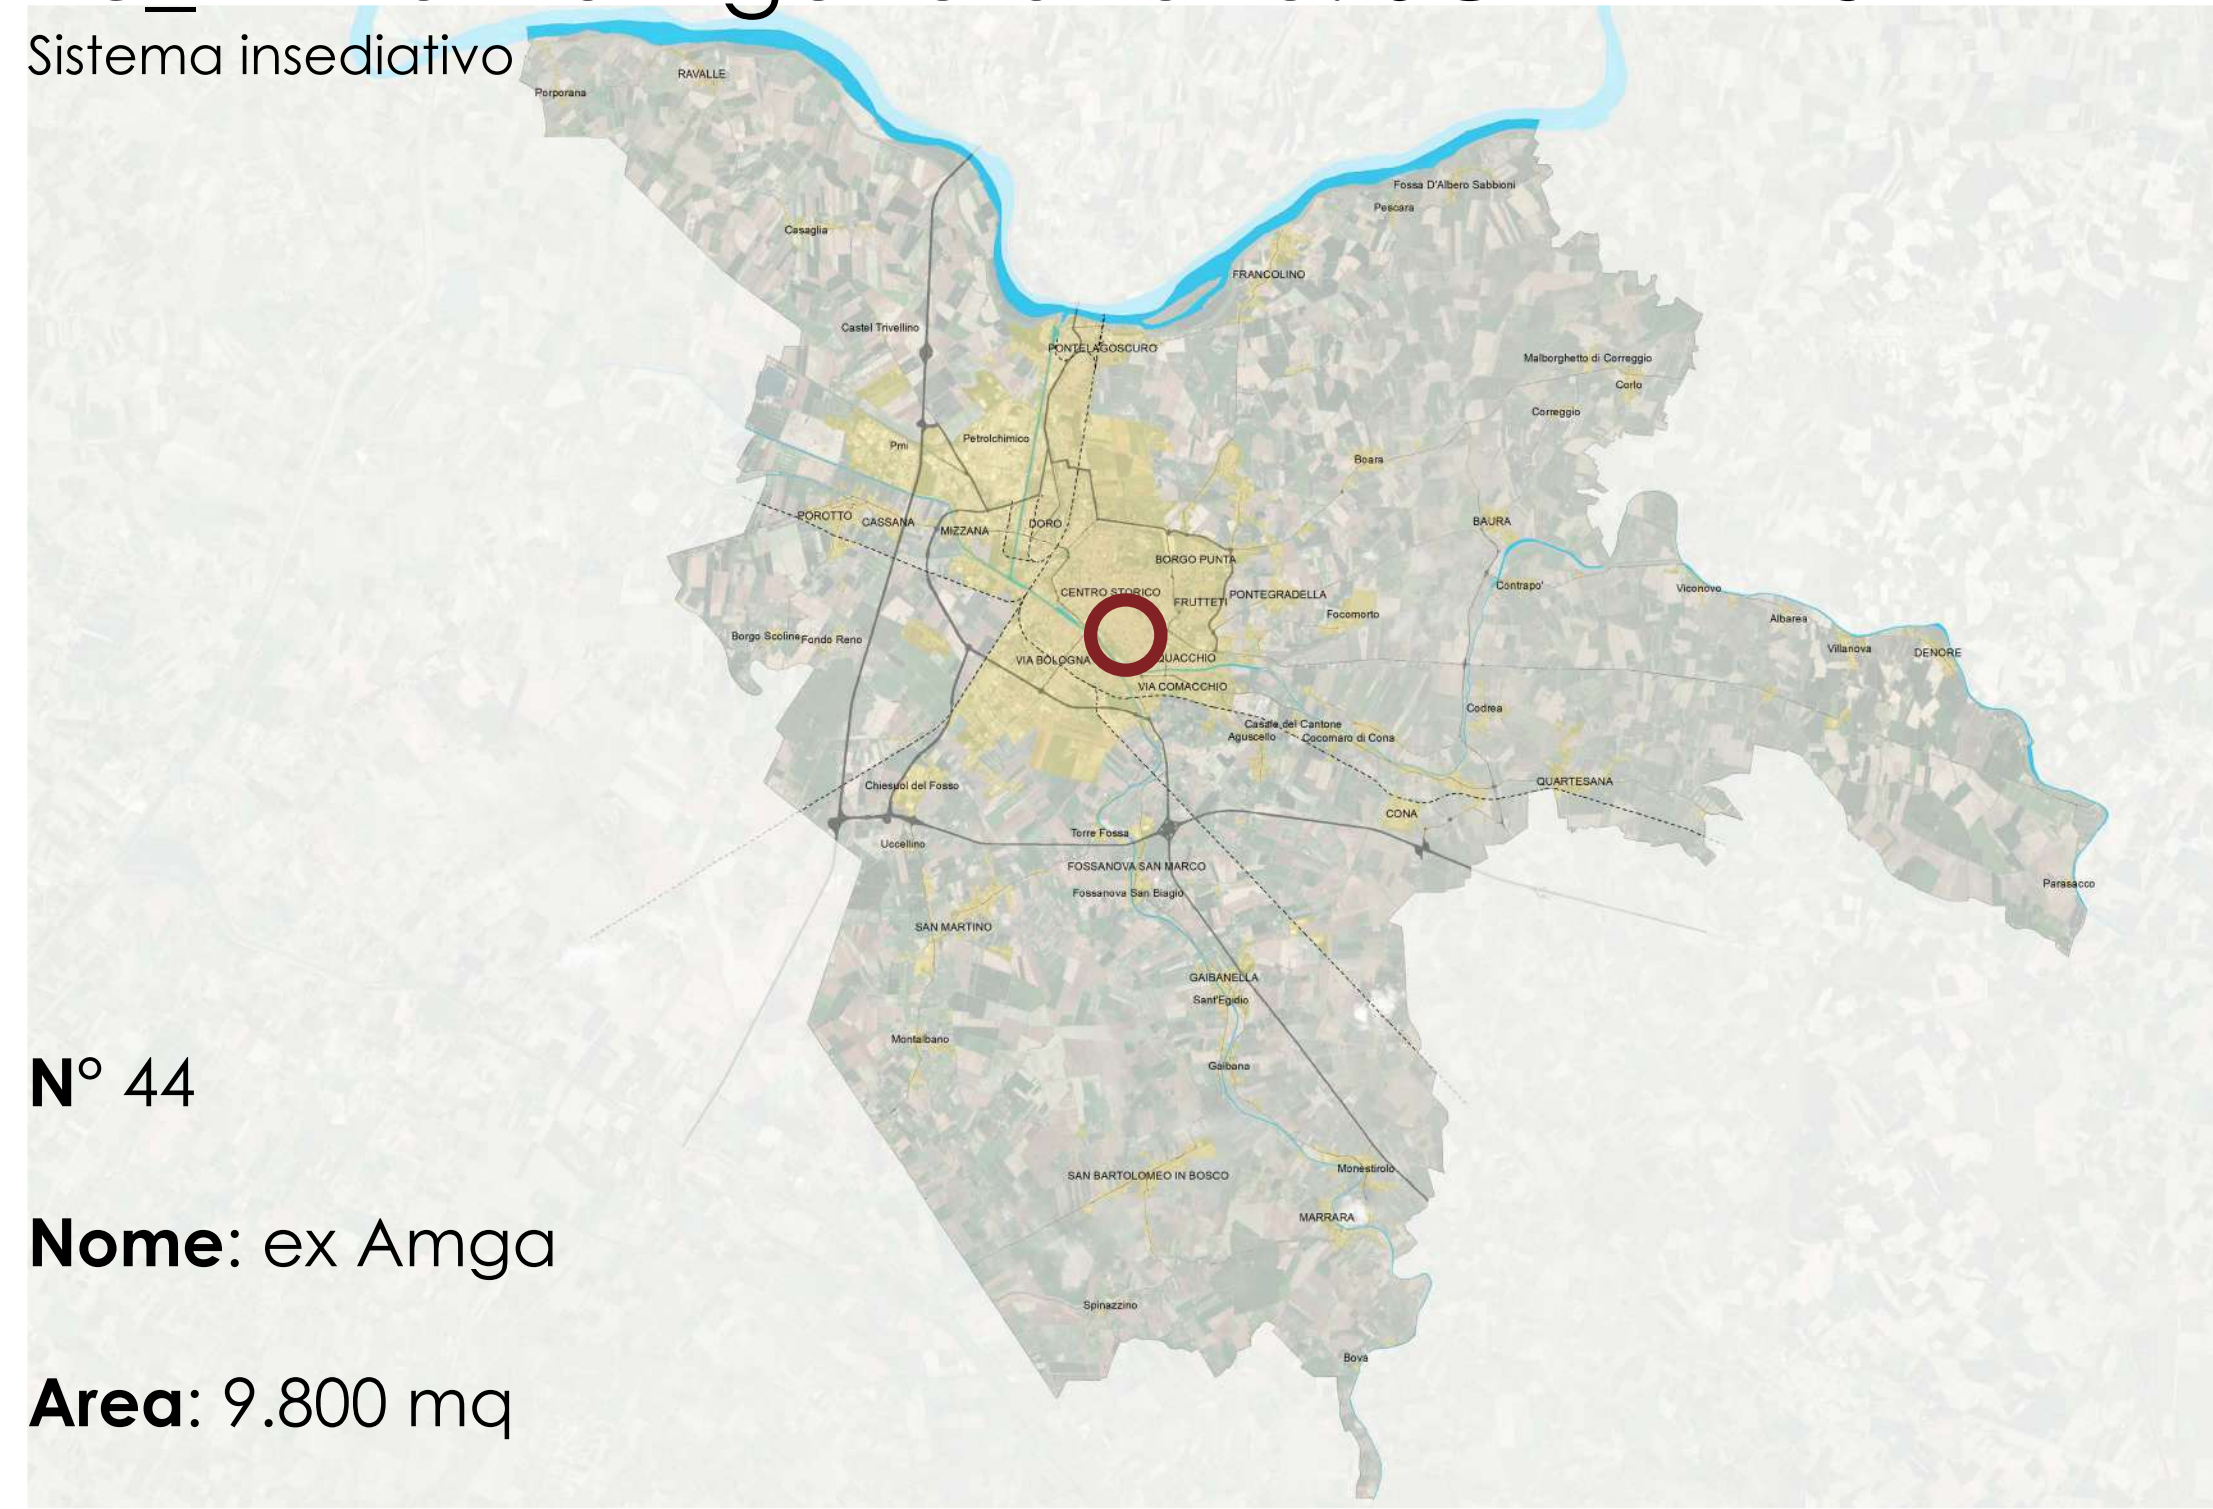 Sistema insediativo
RAVALLE
Porporana
Fossa D'Albero Sabbioni
Pescara
Casaglia
FRANCOLINO
Castel Trivellino
PONTELAGOSCURO
Malborghetto di Correggio
Corlo
Correggio
Petrolchimico
Pmi
Boara
POROTTO
CASSANA
MIZZANA
DORO
BAURA
BORGO PUNTA
Contrapo'
Viconovo
CENTRO STORICO
FRUTTETI
PONTEGRADELLA
Focomorto
Albarea
Borgo Scoline
Fondo Reno
Villanova
DENORE
VIA BOLOGNA
QUACCHIO
VIA COMACCHIO
Codrea
Casale del Cantone
Aguscello
Cocomaro di Cona
Chiesuol del Fosso
QUARTESANA
CONA
Torre Fossa
Uccellino
FOSSANOVA SAN MARCO
Parasacco
Fossanova San Biagio
SAN MARTINO
GAIBANELLA
Sant'Egidio
Montalbano
Gaibana
N° 44
Monestirolo
SAN BARTOLOMEO IN BOSCO
MARRARA
Nome: ex Amga
Spinazzino
Bova
Area: 9.800 mq